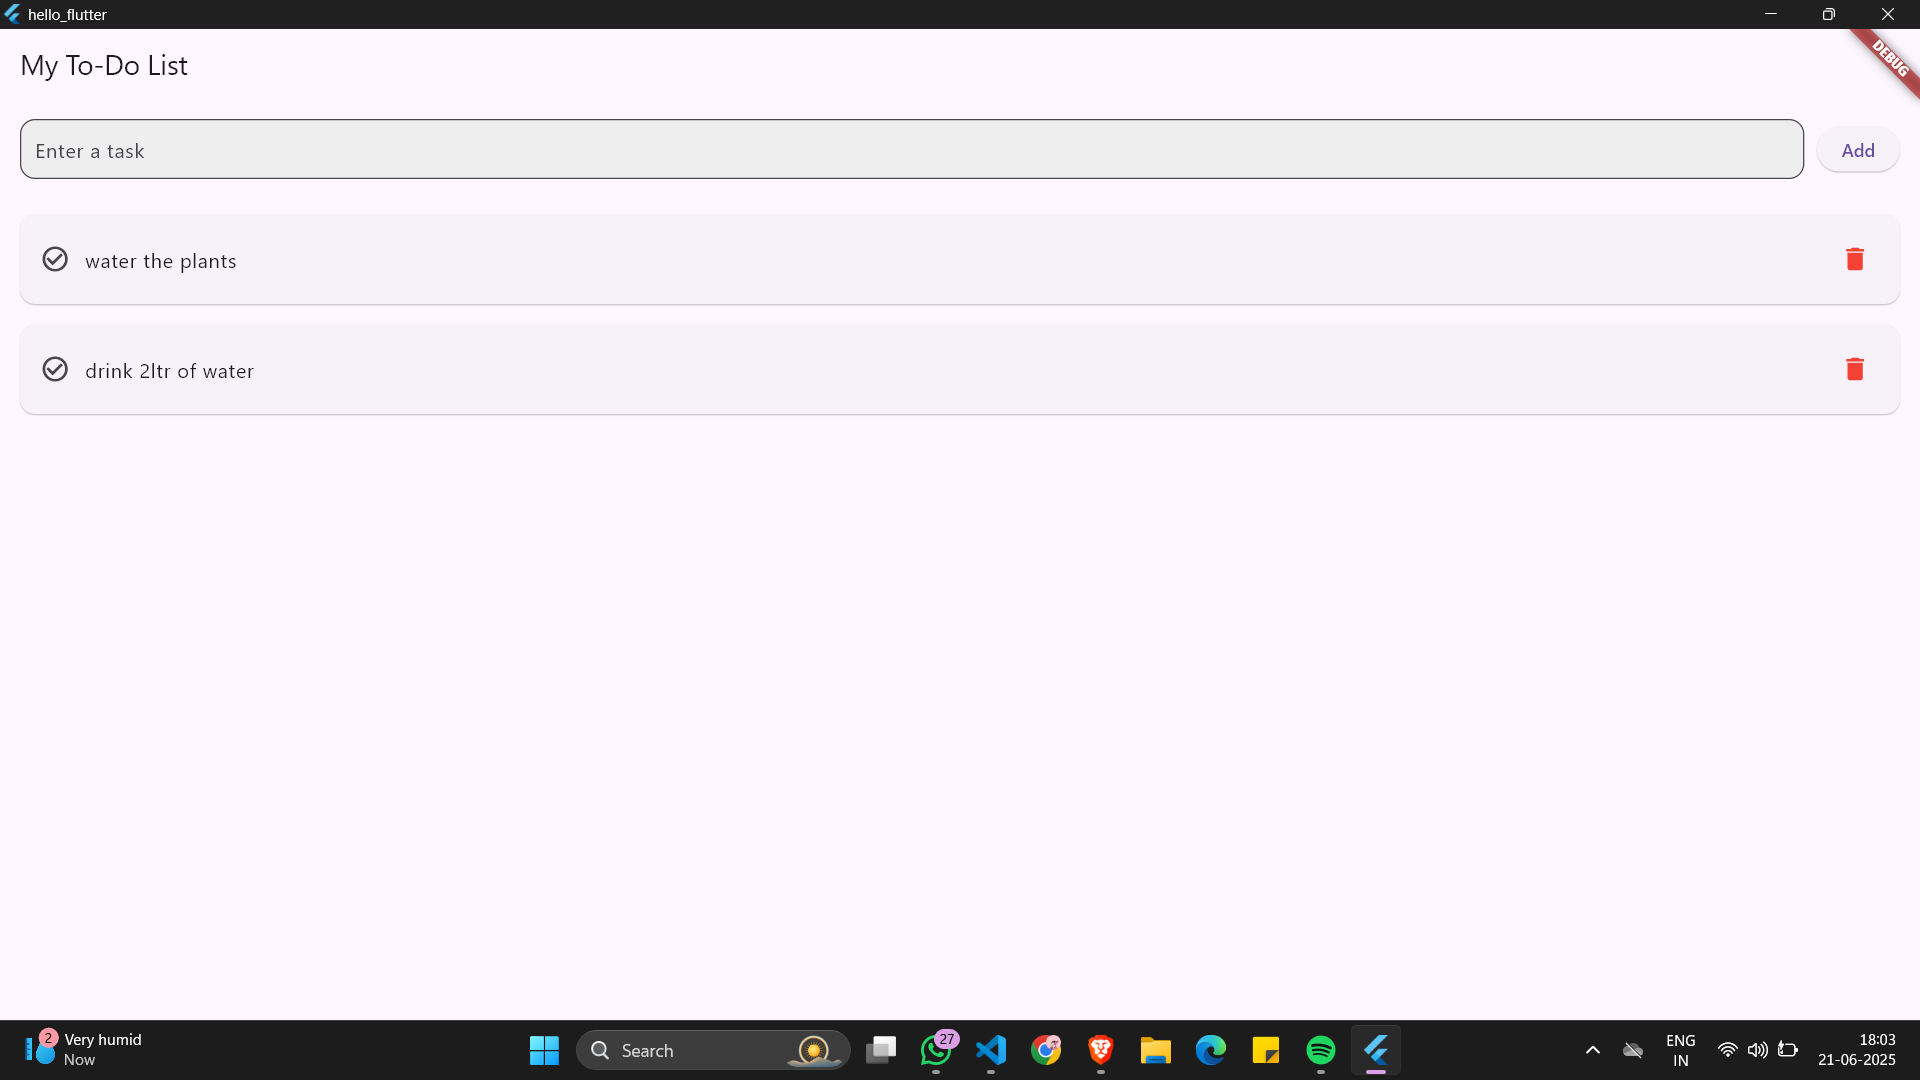 hello_flutter
My To-Do List
DEBUG
Enter a task
Add
water the plants
drink 2ltr of water
2
Very humid
Now
Search
27
ENG
IN
18:03
21-06-2025